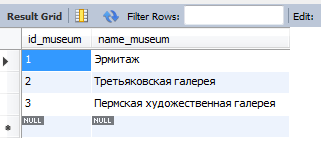 Result Grid Filter Rows: Edit:
id_museum name_museum
1 Эрмитаж
2 Третьяковская галерея
3 Пермская художественная галерея
NULL NULL